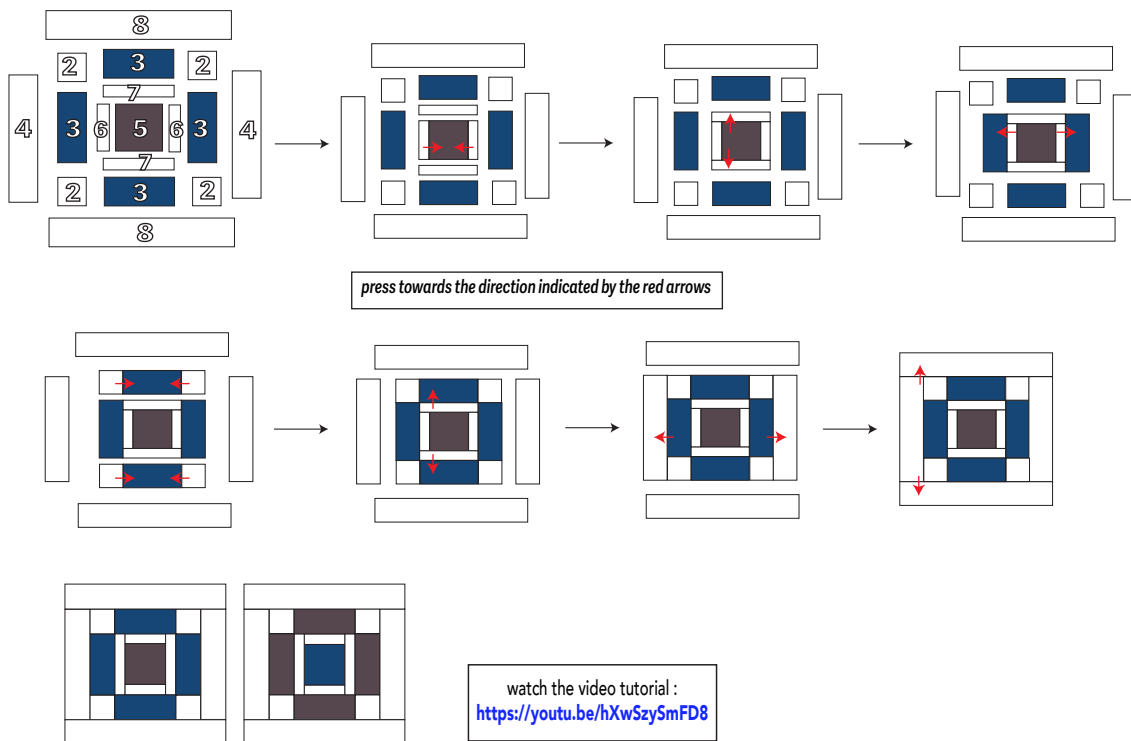 8
2 3 2
7
4 3 6 5 6 3 4
7
2 3 2
8
press towards the direction indicated by the red arrows
watch the video tutorial :
https://youtu.be/hXwSzySmFD8